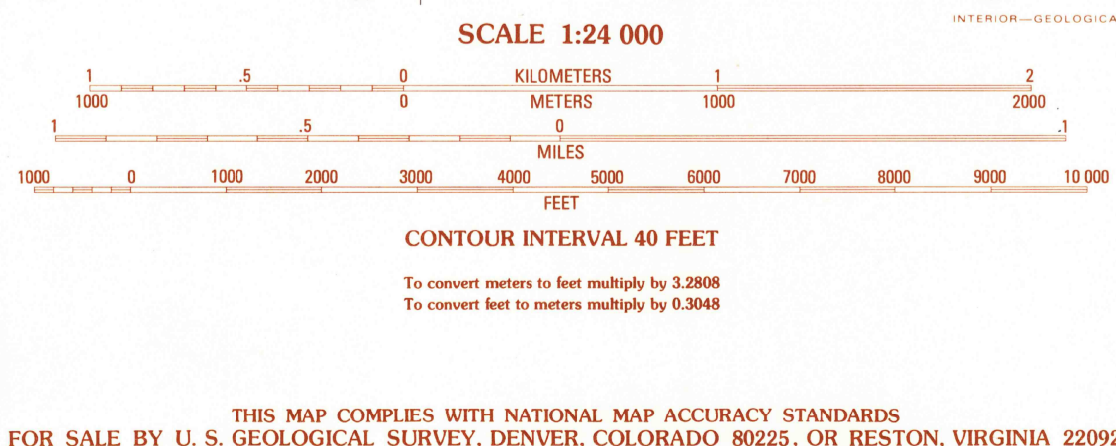 INTERIOR—GEOLOGICA
SCALE 1:24 000
1 .5 0 KILOMETERS 1 2
1000 0 METERS 1000 2000
1 .5 0 .1
MILES
1000 0 1000 2000 3000 4000 5000 6000 7000 8000 9000 10 000
FEET
CONTOUR INTERVAL 40 FEET
To convert meters to feet multiply by 3.2808
To convert feet to meters multiply by 0.3048
THIS MAP COMPLIES WITH NATIONAL MAP ACCURACY STANDARDS
FOR SALE BY U. S. GEOLOGICAL SURVEY, DENVER, COLORADO 80225, OR RESTON, VIRGINIA 2209